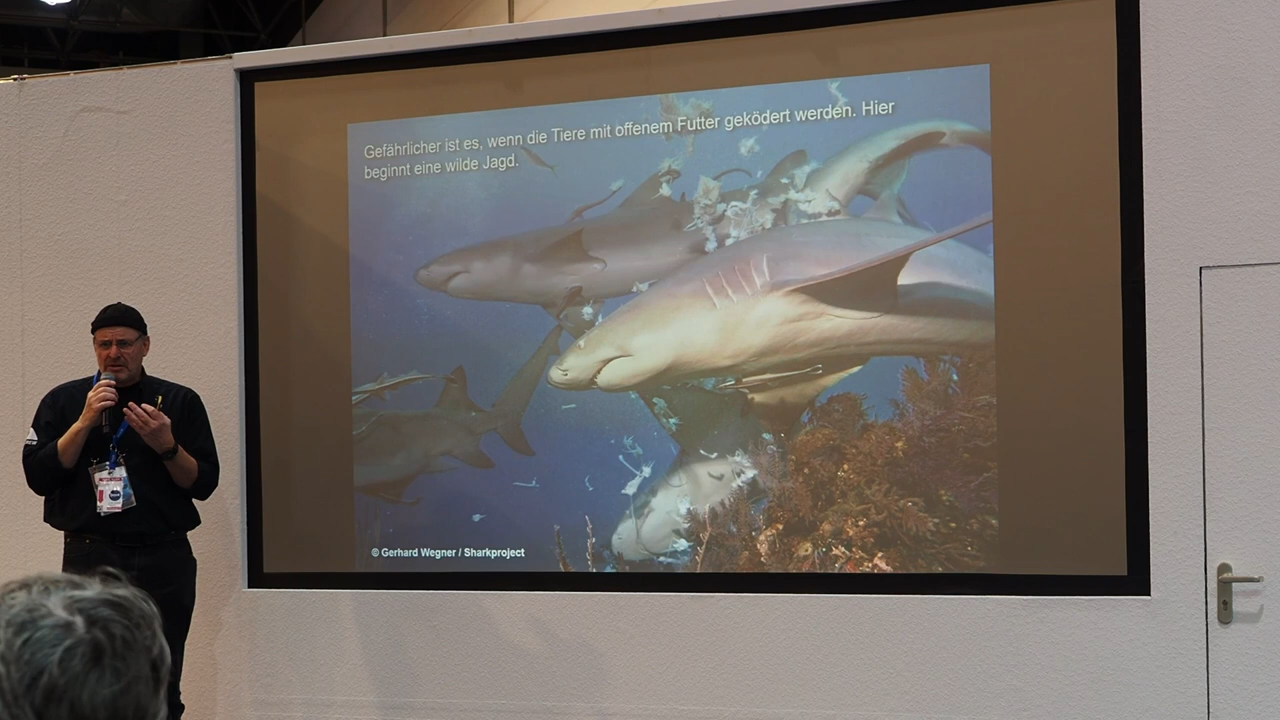 Gefährlicher ist es, wenn die Tiere mit offenem Futter geködert werden. Hier
beginnt eine wilde Jagd.
© Gerhard Wegner / Sharkproject